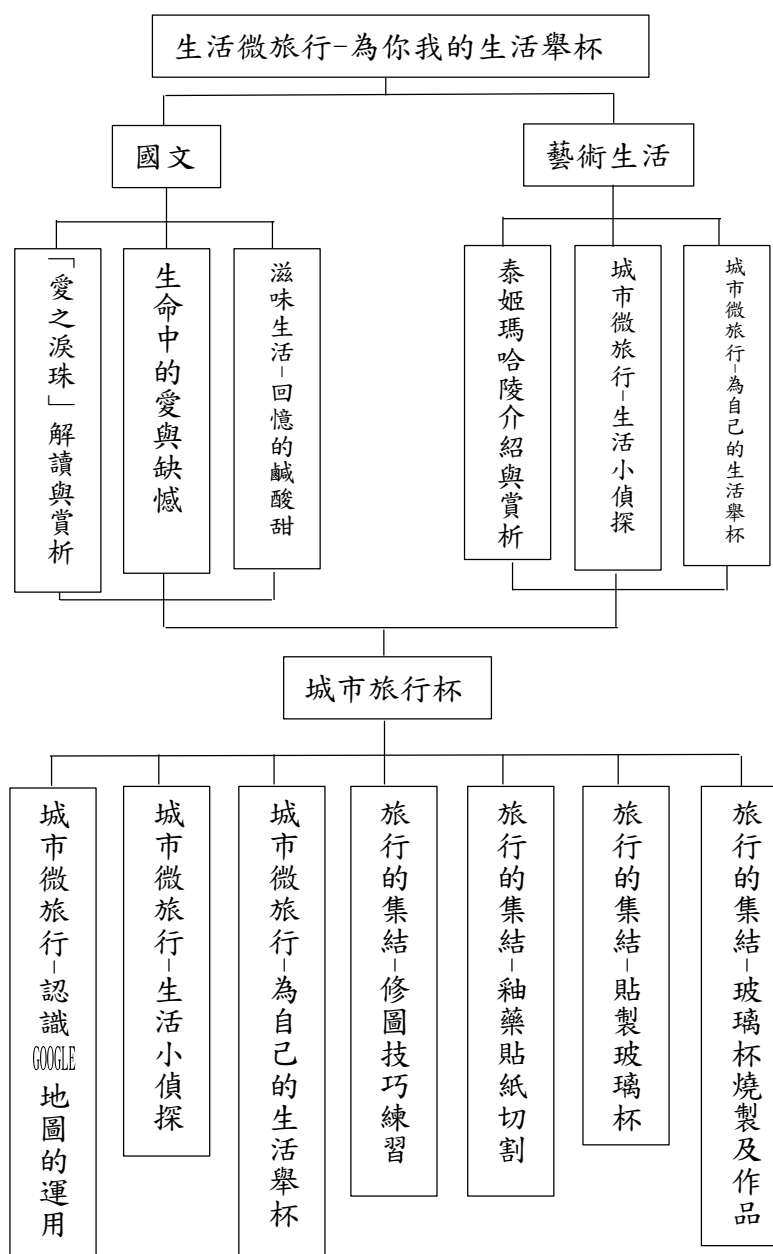 生活微旅行-為你我的生活舉杯
國文
藝術生活
「愛之淚珠」解讀與賞析
生命中的愛與缺憾
滋味生活-回憶的鹹酸甜
泰姬瑪哈陵介紹與賞析
城市微旅行-生活小偵探
城市微旅行-為自己的生活舉杯
城市旅行杯
城市微旅行-認識GOOGLE地圖的運用
城市微旅行-生活小偵探
城市微旅行-為自己的生活舉杯
旅行的集結-修圖技巧練習
旅行的集結-釉藥貼紙切割
旅行的集結-貼製玻璃杯
旅行的集結-玻璃杯燒製及作品